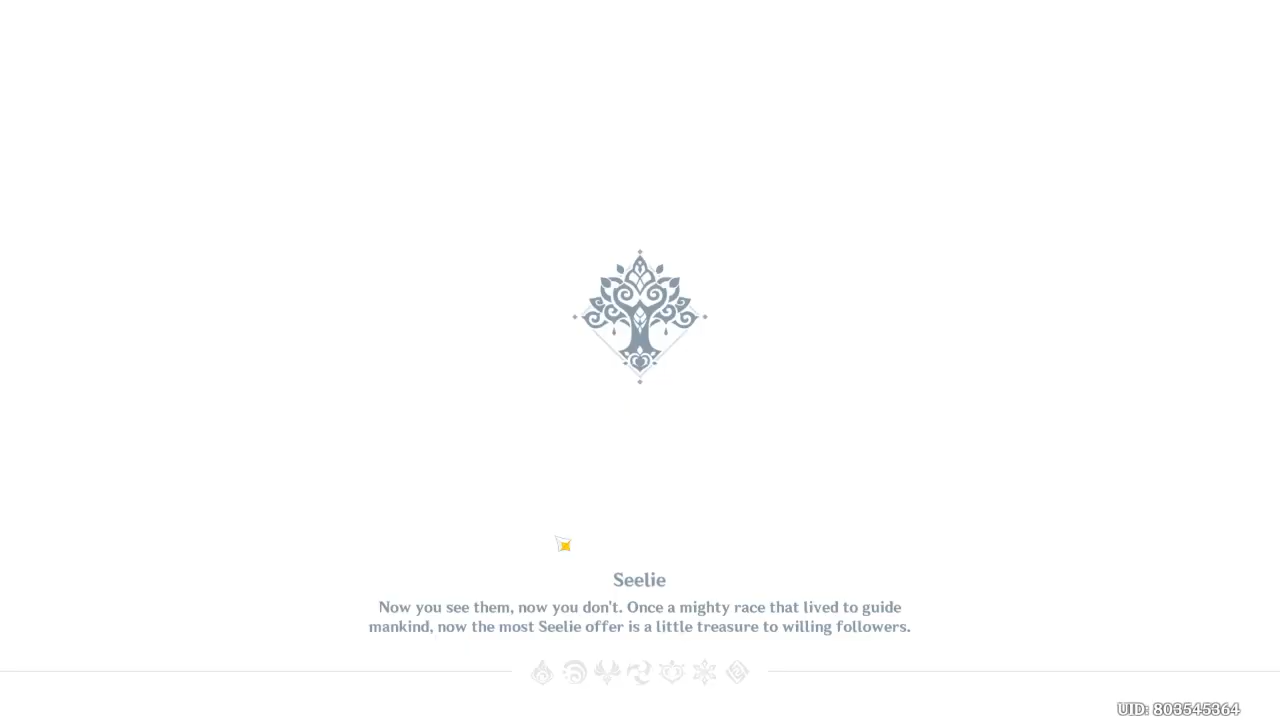 Seelie
Now you see them, now you don't. Once a mighty race that lived to guide
mankind, now the most Seelie offer is a little treasure to willing followers.
UID: 803545364